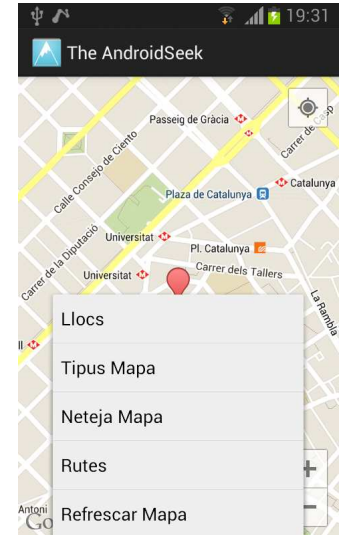 19:31
The AndroidSeek
Passeig de Gràcia
Carrer de Casp
Calle Consejo de Ciento
Catalunya
Plaza de Catalunya
Universitat
Pl. Catalunya
Carrer de la Diputació
Universitat
Carrer dels Tallers
La Rambla
ll
Llocs
Tipus Mapa
Neteja Mapa
Rutes
Refrescar Mapa
Antoni
Go
+
−